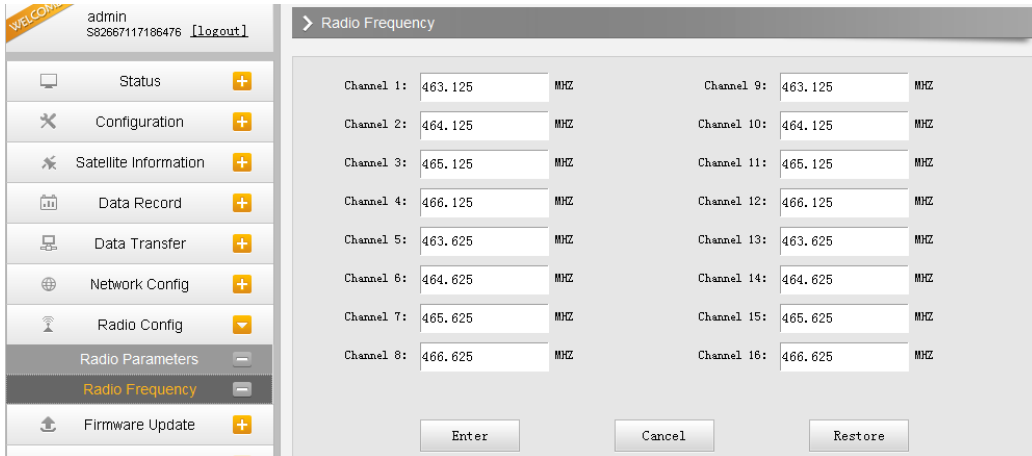 WELCOME
admin
S82667117186476 [logout]
Status
Configuration
Satellite Information
Data Record
Data Transfer
Network Config
Radio Config
Radio Parameters
Radio Frequency
Firmware Update
Radio Frequency
Channel 1: 463.125 MHZ Channel 9: 463.125 MHZ
Channel 2: 464.125 MHZ Channel 10: 464.125 MHZ
Channel 3: 465.125 MHZ Channel 11: 465.125 MHZ
Channel 4: 466.125 MHZ Channel 12: 466.125 MHZ
Channel 5: 463.625 MHZ Channel 13: 463.625 MHZ
Channel 6: 464.625 MHZ Channel 14: 464.625 MHZ
Channel 7: 465.625 MHZ Channel 15: 465.625 MHZ
Channel 8: 466.625 MHZ Channel 16: 466.625 MHZ
Enter Cancel Restore